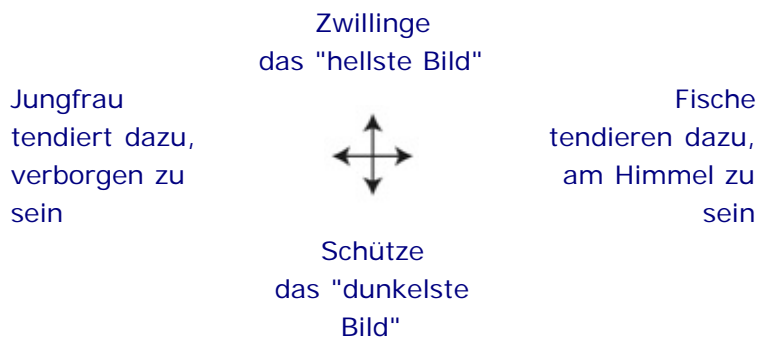 Zwillinge
das "hellste Bild"
Jungfrau
tendiert dazu,
verborgen zu
sein
Fische
tendieren dazu,
am Himmel zu
sein
Schütze
das "dunkelste
Bild"